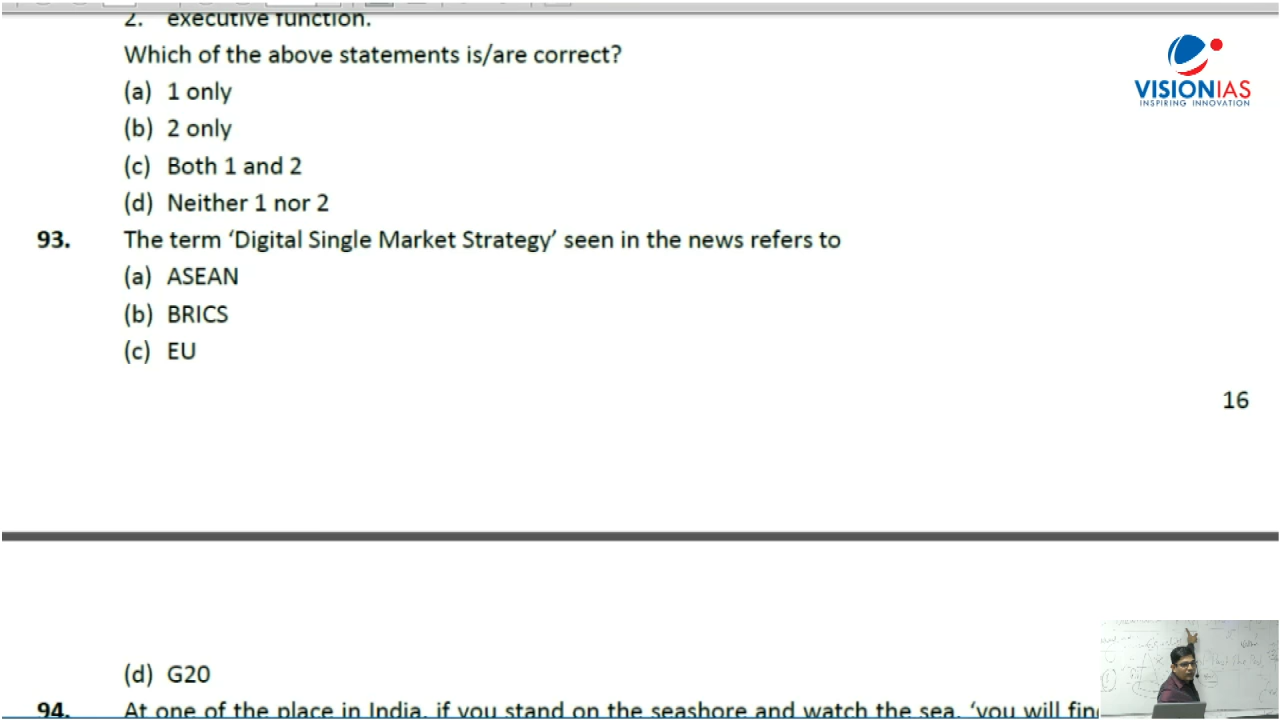 2. executive function.
Which of the above statements is/are correct?
(a) 1 only
(b) 2 only
(c) Both 1 and 2
(d) Neither 1 nor 2
93. The term ‘Digital Single Market Strategy’ seen in the news refers to
(a) ASEAN
(b) BRICS
(c) EU
16
(d) G20
94. At one of the place in India, if you stand on the seashore and watch the sea, ‘you will find
VISIONIAS
INSPIRING INNOVATION